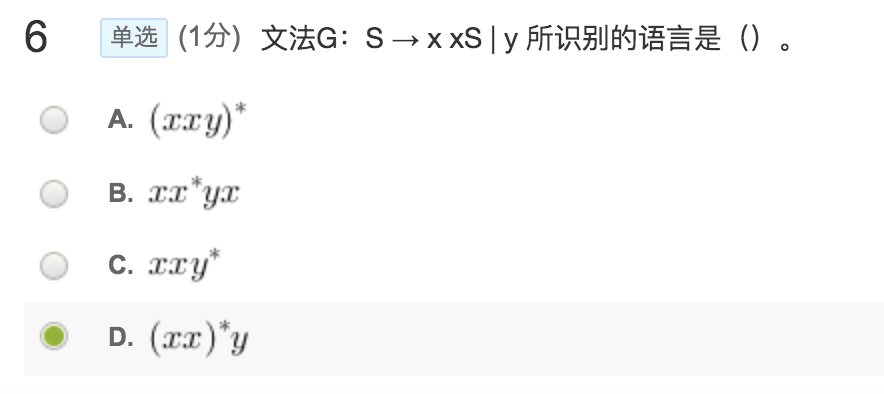 6 单选 (1分) 文法G：S → x xS | y 所识别的语言是（）。
A. (xxy)*
B. xx*yx
C. xxy*
D. (xx)*y